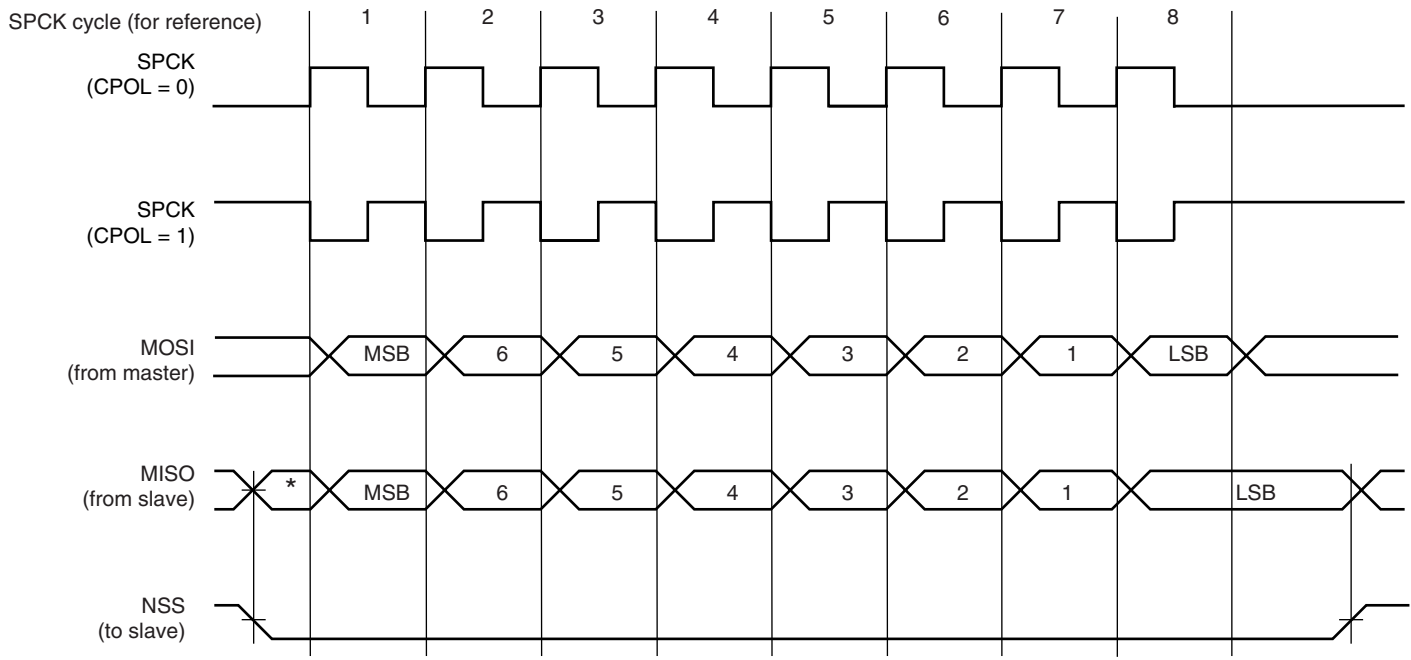 SPCK cycle (for reference)
1 2 3 4 5 6 7 8
SPCK
(CPOL = 0)
SPCK
(CPOL = 1)
MOSI
(from master)
MSB 6 5 4 3 2 1 LSB
MISO
(from slave)
* MSB 6 5 4 3 2 1 LSB
NSS
(to slave)